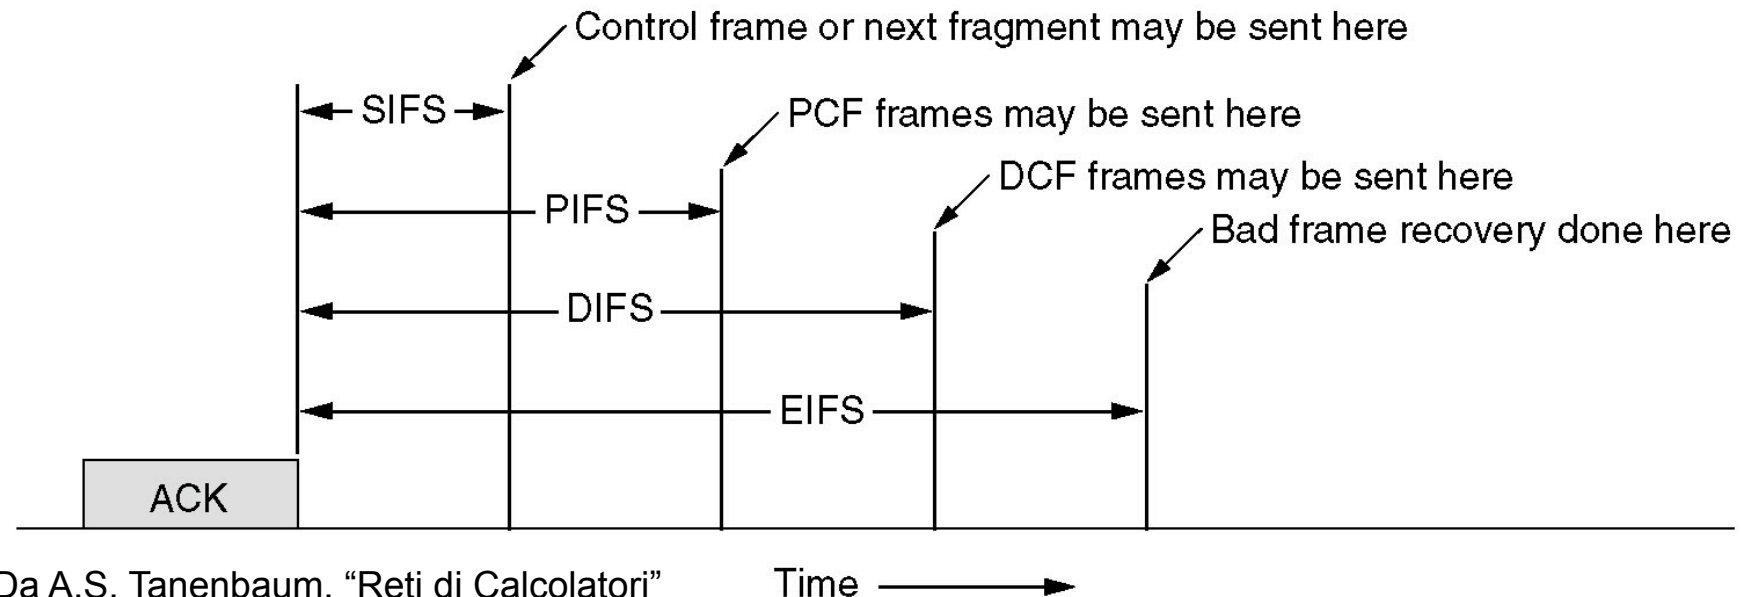 Control frame or next fragment may be sent here
SIFS
PCF frames may be sent here
DCF frames may be sent here
PIFS
Bad frame recovery done here
DIFS
EIFS
ACK
Da A.S. Tanenbaum, “Reti di Calcolatori”
Time